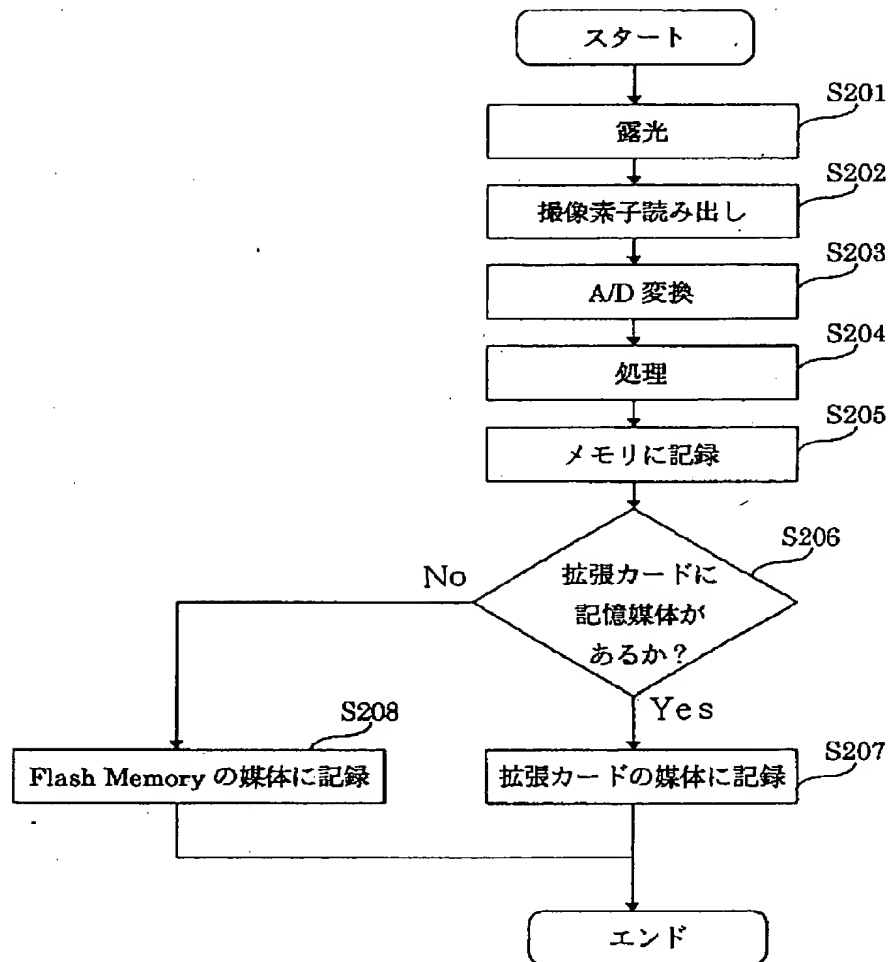 スタート
S201
露光
S202
撮像素子読み出し
S203
A/D 変換
S204
処理
S205
メモリに記録
S206
拡張カードに
記憶媒体が
あるか？
No
Yes
S208
Flash Memory の媒体に記録
S207
拡張カードの媒体に記録
エンド